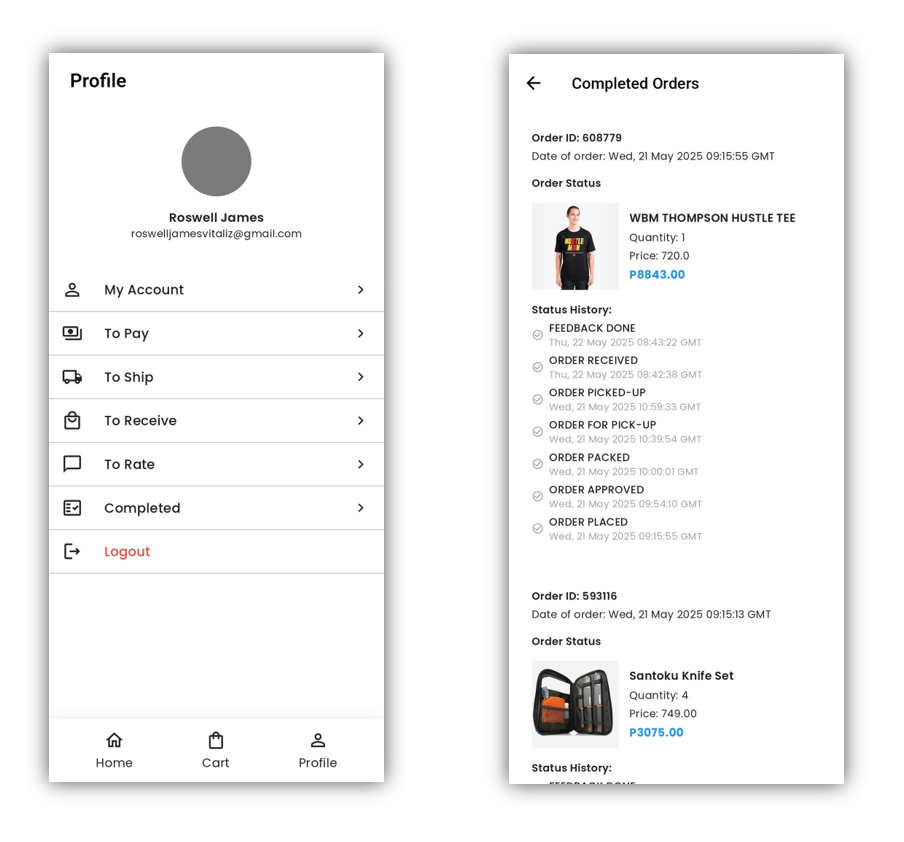 Profile
Roswell James
roswelljamesvitaliz@gmail.com
My Account
To Pay
To Ship
To Receive
To Rate
Completed
Logout
Home
Cart
Profile
Completed Orders
Order ID: 608779
Date of order: Wed, 21 May 2025 09:15:55 GMT
Order Status
HUSTLE
MAN
WBM THOMPSON HUSTLE TEE
Quantity: 1
Price: 720.0
P8843.00
Status History:
FEEDBACK DONE
Thu, 22 May 2025 08:43:22 GMT
ORDER RECEIVED
Thu, 22 May 2025 08:42:38 GMT
ORDER PICKED-UP
Wed, 21 May 2025 10:59:33 GMT
ORDER FOR PICK-UP
Wed, 21 May 2025 10:39:54 GMT
ORDER PACKED
Wed, 21 May 2025 10:00:01 GMT
ORDER APPROVED
Wed, 21 May 2025 09:54:10 GMT
ORDER PLACED
Wed, 21 May 2025 09:15:55 GMT
Order ID: 593116
Date of order: Wed, 21 May 2025 09:15:13 GMT
Order Status
Santoku Knife Set
Quantity: 4
Price: 749.00
P3075.00
Status History:
FEEDBACK DONE